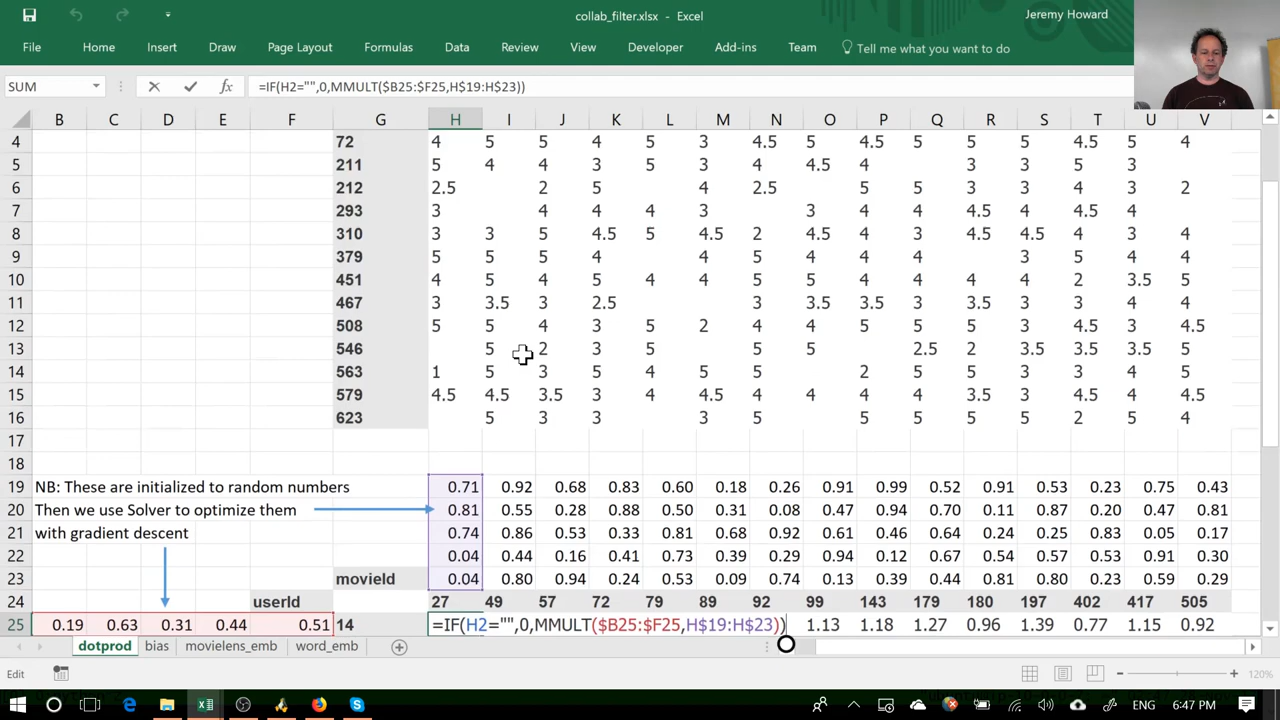 collab_filter.xlsx - Excel
Jeremy Howard
File Home Insert Draw Page Layout Formulas Data Review View Developer Add-ins Team Tell me what you want to do
SUM =IF(H2="",0,MMULT($B25:$F25,H$19:H$23))
B C D E F G H I J K L M N O P Q R S T U V
4 72 4 5 5 4 5 3 4.5 5 4.5 5 5 5 4.5 5 4
5 211 5 4 4 3 5 3 4 4.5 4 3 3 4 3
6 212 2.5 2 5 4 2.5 5 5 3 3 4 3 2
7 293 3 4 4 4 3 3 4 4 4.5 4 4.5 4
8 310 3 3 5 4.5 5 4.5 2 4.5 4 3 4.5 4.5 4 3 4
9 379 5 5 5 4 4 5 4 4 4 3 5 4 4
10 451 4 5 4 5 4 4 5 5 4 4 4 4 2 3.5 5
11 467 3 3.5 3 2.5 3 3.5 3.5 3 3.5 3 3 4 4
12 508 5 5 4 3 5 2 4 4 5 5 5 3 4.5 3 4.5
13 546 5 2 3 5 5 5 2.5 2 3.5 3.5 3.5 5
14 563 1 5 3 5 4 5 5 2 5 5 3 3 4 5
15 579 4.5 4.5 3.5 3 4 4.5 4 4 4 4 3.5 3 4.5 4 4.5
16 623 5 3 3 3 5 5 5 5 5 2 5 4
17
18
19 NB: These are initialized to random numbers 0.71 0.92 0.68 0.83 0.60 0.18 0.26 0.91 0.99 0.52 0.91 0.53 0.23 0.75 0.43
20 Then we use Solver to optimize them 0.81 0.55 0.28 0.88 0.50 0.31 0.08 0.47 0.94 0.70 0.11 0.87 0.20 0.47 0.81
21 with gradient descent 0.74 0.86 0.53 0.33 0.81 0.68 0.92 0.61 0.46 0.64 0.24 0.25 0.83 0.05 0.17
22 0.04 0.44 0.16 0.41 0.73 0.39 0.29 0.94 0.12 0.67 0.54 0.57 0.53 0.91 0.30
23 movieId 0.04 0.80 0.94 0.24 0.53 0.09 0.74 0.13 0.39 0.44 0.81 0.80 0.23 0.59 0.29
24 userId 27 49 57 72 79 89 92 99 143 179 180 197 402 417 505
25 0.19 0.63 0.31 0.44 0.51 14 =IF(H2="",0,MMULT($B25:$F25,H$19:H$23)) 1.13 1.18 1.27 0.96 1.39 0.77 1.15 0.92
dotprod bias movielens_emb word_emb
Edit 120%
6:47 PM